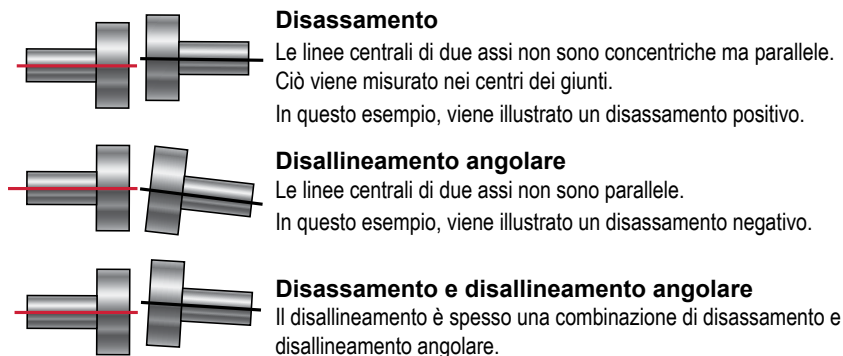 Disassamento
Le linee centrali di due assi non sono concentriche ma parallele.
Ciò viene misurato nei centri dei giunti.
In questo esempio, viene illustrato un disassamento positivo.
Disallineamento angolare
Le linee centrali di due assi non sono parallele.
In questo esempio, viene illustrato un disassamento negativo.
Disassamento e disallineamento angolare
Il disallineamento è spesso una combinazione di disassamento e
disallineamento angolare.